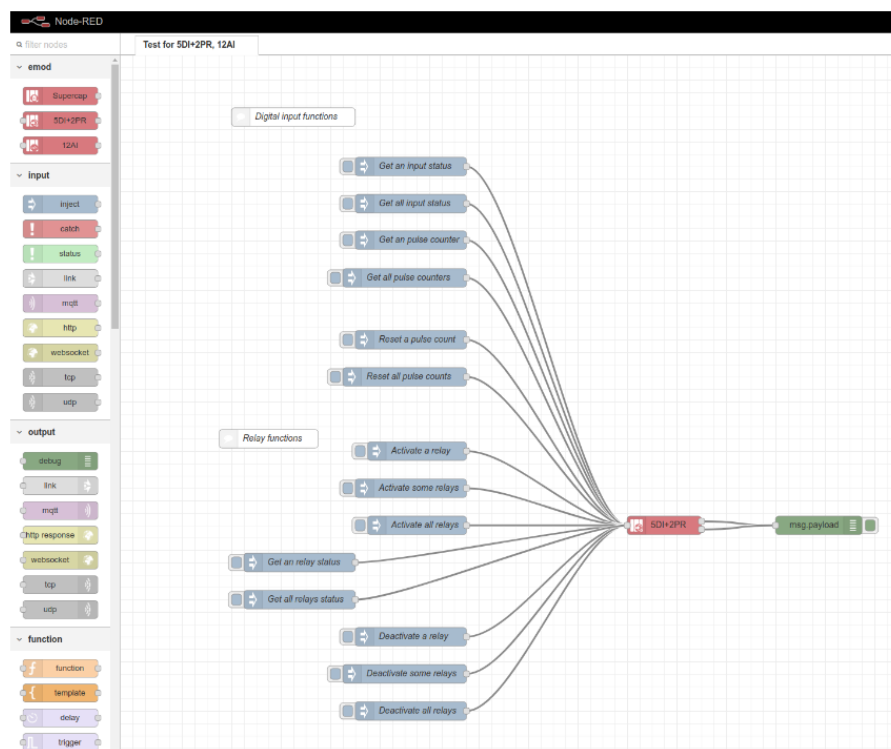 Node-RED
filter nodes
Test for 5DI+2PR, 12AI
emod
Supercap
5DI+2PR
12AI
input
inject
catch
status
link
mqtt
http
websocket
tcp
udp
output
debug
link
mqtt
http response
websocket
tcp
udp
function
function
template
delay
trigger
Digital input functions
Get an input status
Get all input status
Get an pulse counter
Get all pulse counters
Reset a pulse count
Reset all pulse counts
Relay functions
Activate a relay
Activate some relays
Activate all relays
Get an relay status
Get all relays status
Deactivate a relay
Deactivate some relays
Deactivate all relays
5DI+2PR
msg.payload